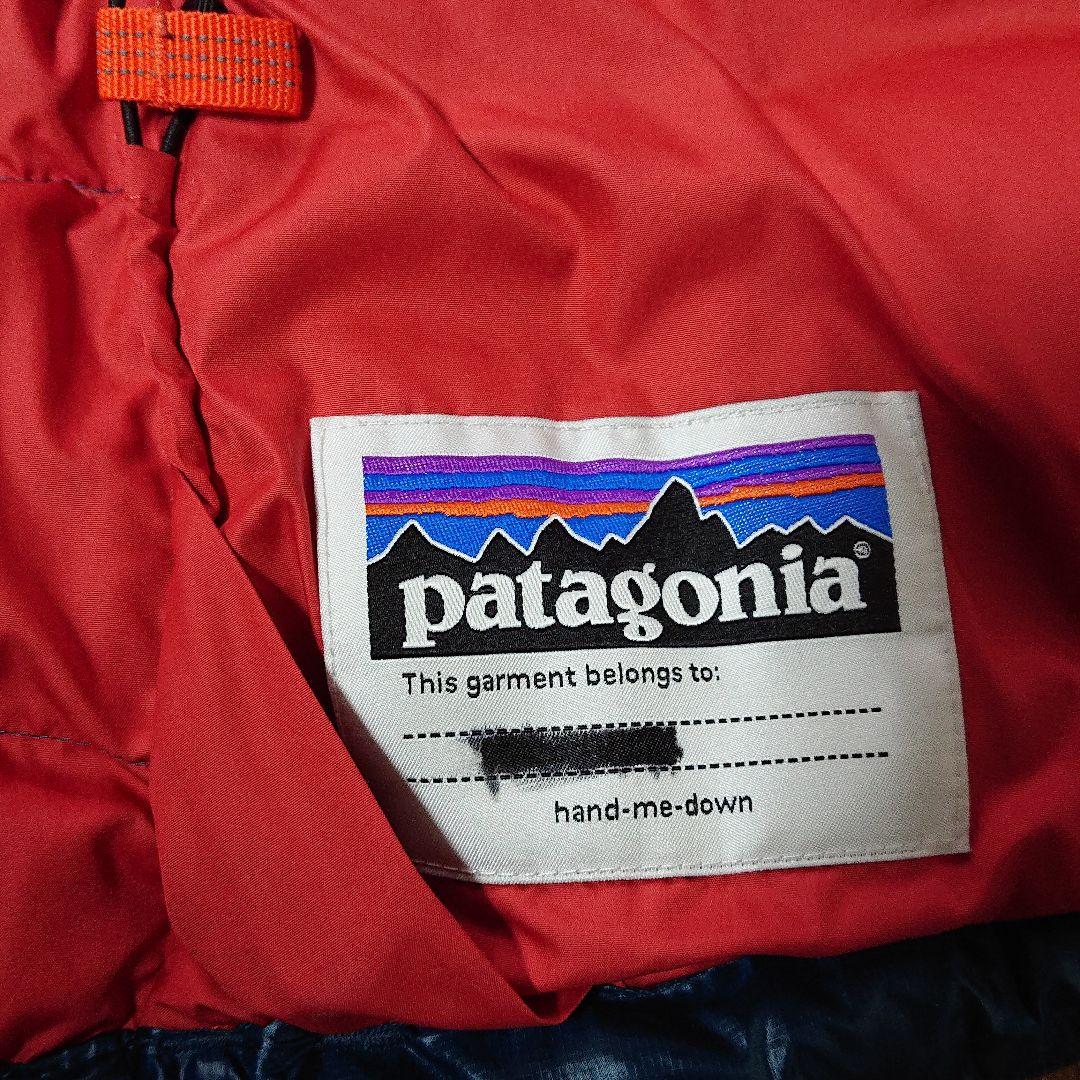 patagonia®
This garment belongs to:
hand-me-down